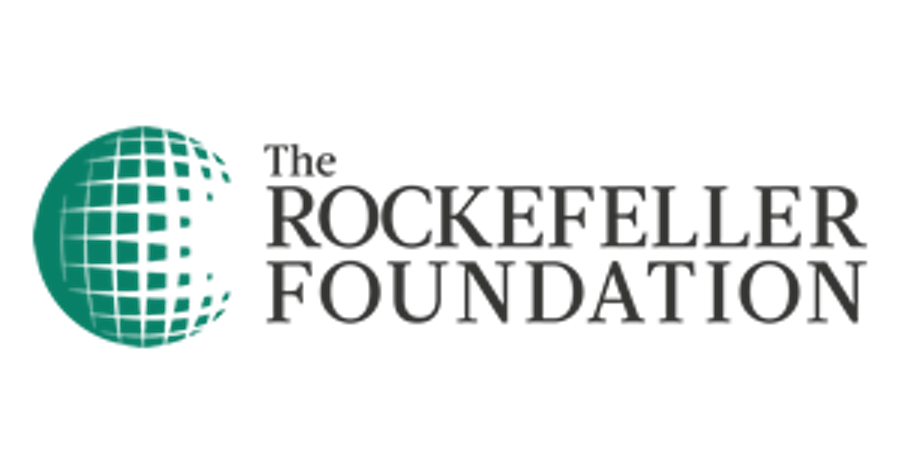 The
ROCKEFELLER
FOUNDATION